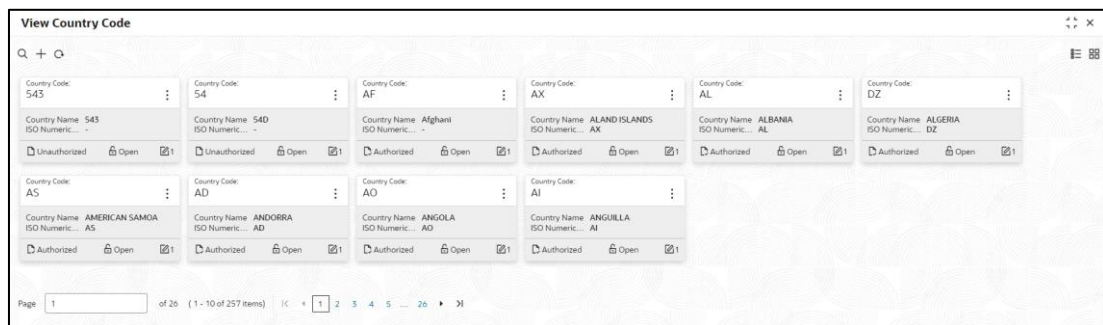 View Country Code
Country Code: Country Code: Country Code: Country Code: Country Code: Country Code:
543 54 AF AX AL DZ
Country Name 543 Country Name 54D Country Name Afghani Country Name ALAND ISLANDS Country Name ALBANIA Country Name ALGERIA
ISO Numeric... - ISO Numeric... - ISO Numeric... - ISO Numeric... AX ISO Numeric... AL ISO Numeric... DZ
Unauthorized Open 1 Unauthorized Open 1 Authorized Open 1 Authorized Open 1 Authorized Open 1 Authorized Open 1
Country Code: Country Code: Country Code: Country Code:
AS AD AO AI
Country Name AMERICAN SAMOA Country Name ANDORRA Country Name ANGOLA Country Name ANGUILLA
ISO Numeric... AS ISO Numeric... AD ISO Numeric... AO ISO Numeric... AI
Authorized Open 1 Authorized Open 1 Authorized Open 1 Authorized Open 1
Page 1 of 26 (1 - 10 of 257 items) 1 2 3 4 5 ... 26